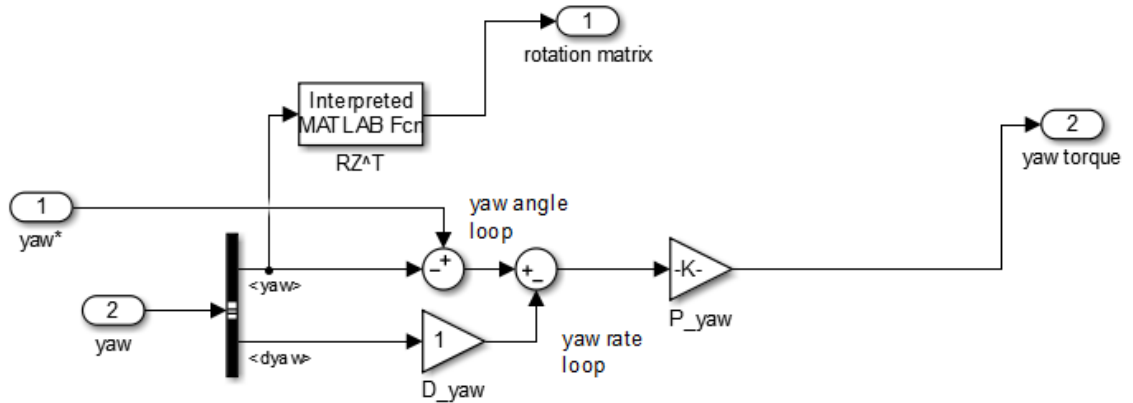 1
rotation matrix
Interpreted
MATLAB Fcn
RZ^T
2
yaw torque
1
yaw*
yaw angle
loop
<yaw>
-K-
P_yaw
2
yaw
<dyaw>
1
D_yaw
yaw rate
loop